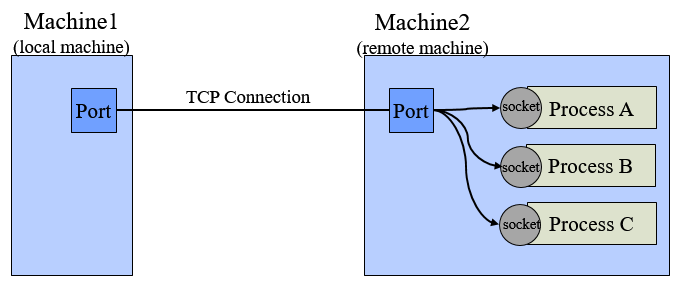 Machine1
(local machine)
Machine2
(remote machine)
TCP Connection
Port
Port
socket
Process A
socket
Process B
socket
Process C